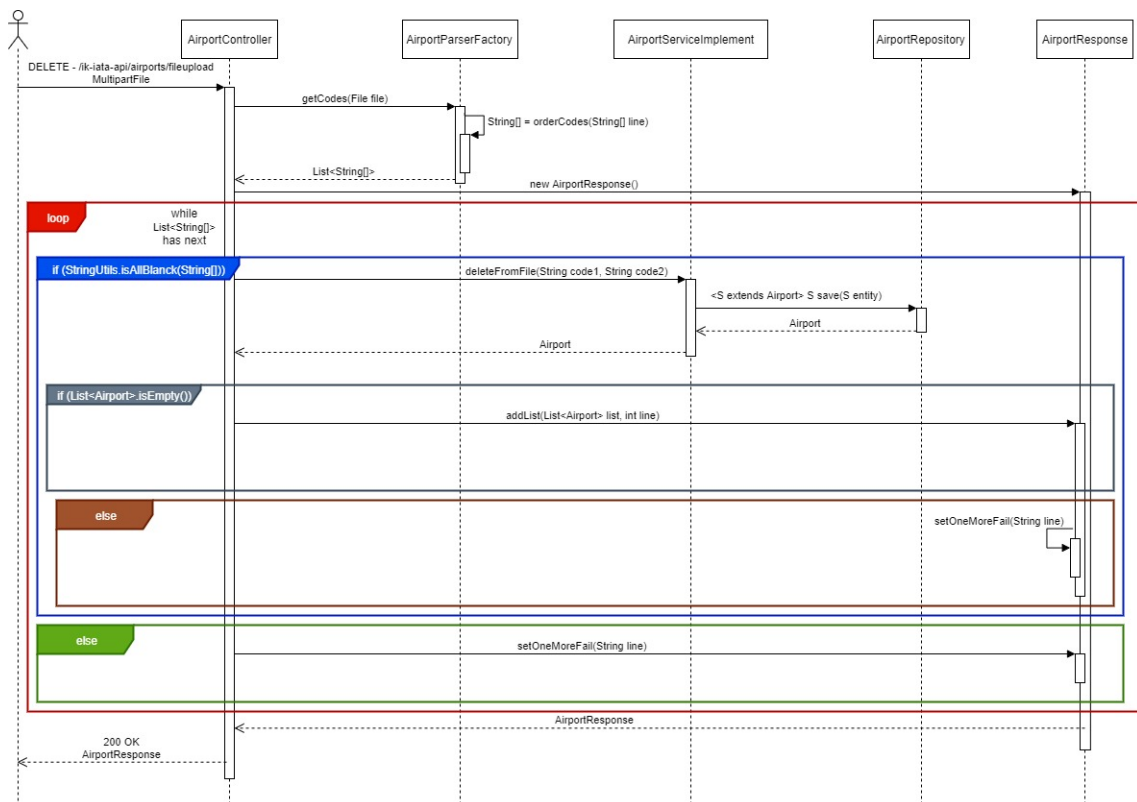 AirportController
AirportParserFactory
AirportServiceImplement
AirportRepository
AirportResponse
DELETE - /ik-iata-api/airports/fileupload
MultipartFile
getCodes(File file)
String[] = orderCodes(String[] line)
List<String[]>
new AirportResponse()
loop
while
List<String[]>
has next
if (StringUtils.isAllBlanck(String[]))
deleteFromFile(String code1, String code2)
<S extends Airport> S save(S entity)
Airport
Airport
if (List<Airport>.isEmpty())
addList(List<Airport> list, int line)
else
setOneMoreFail(String line)
else
setOneMoreFail(String line)
AirportResponse
200 OK
AirportResponse